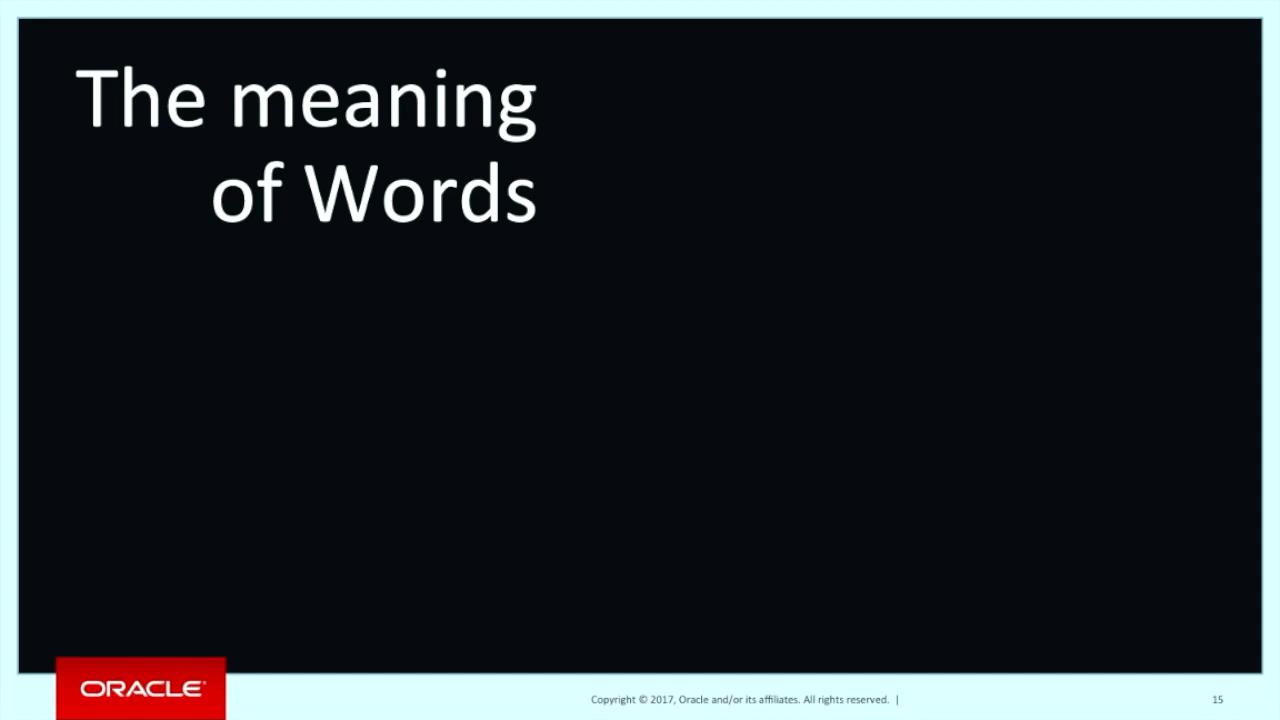 The meaning
of Words
ORACLE®
Copyright © 2017, Oracle and/or its affiliates. All rights reserved. |
15